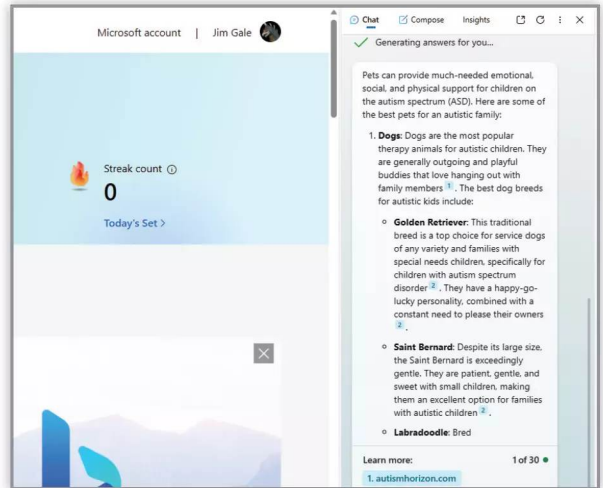 Microsoft account | Jim Gale
Streak count
0
Today's Set >
Chat Compose Insights
Generating answers for you...
Pets can provide much-needed emotional,
social, and physical support for children on
the autism spectrum (ASD). Here are some of
the best pets for an autistic family:
1. Dogs: Dogs are the most popular
therapy animals for autistic children. They
are generally outgoing and playful
buddies that love hanging out with
family members 1 . The best dog breeds
for autistic kids include:
Golden Retriever: This traditional
breed is a top choice for service dogs
of any variety and families with
special needs children, specifically for
children with autism spectrum
disorder 2 . They have a happy-go-
lucky personality, combined with a
constant need to please their owners
2 .
Saint Bernard: Despite its large size,
the Saint Bernard is exceedingly
gentle. They are patient, gentle, and
sweet with small children, making
them an excellent option for families
with autistic children 2 .
Labradoodle: Bred
Learn more: 1 of 30
1. autismhorizon.com